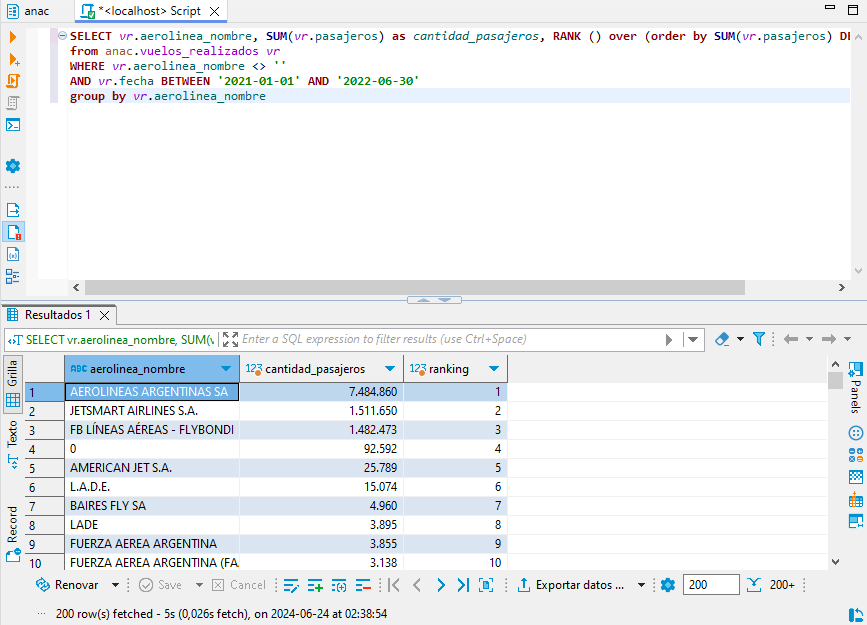 anac
*<localhost> Script
SELECT vr.aerolinea_nombre, SUM(vr.pasajeros) as cantidad_pasajeros, RANK () over (order by SUM(vr.pasajeros) DE
from anac.vuelos_realizados vr
WHERE vr.aerolinea_nombre <> ''
AND vr.fecha BETWEEN '2021-01-01' AND '2022-06-30'
group by vr.aerolinea_nombre
Resultados 1
SELECT vr.aerolinea_nombre, SUM(v
Enter a SQL expression to filter results (use Ctrl+Space)
Grilla
Texto
Record
Panels
ABC aerolinea_nombre 123 cantidad_pasajeros 123 ranking
1 AEROLINEAS ARGENTINAS SA 7.484.860 1
2 JETSMART AIRLINES S.A. 1.511.650 2
3 FB LÍNEAS AÉREAS - FLYBONDI 1.482.473 3
4 0 92.592 4
5 AMERICAN JET S.A. 25.789 5
6 L.A.D.E. 15.074 6
7 BAIRES FLY SA 4.960 7
8 LADE 3.895 8
9 FUERZA AEREA ARGENTINA 3.855 9
10 FUERZA AEREA ARGENTINA (FA 3.138 10
Renovar Save Cancel Exportar datos ... 200 200+
200 row(s) fetched - 5s (0,026s fetch), on 2024-06-24 at 02:38:54